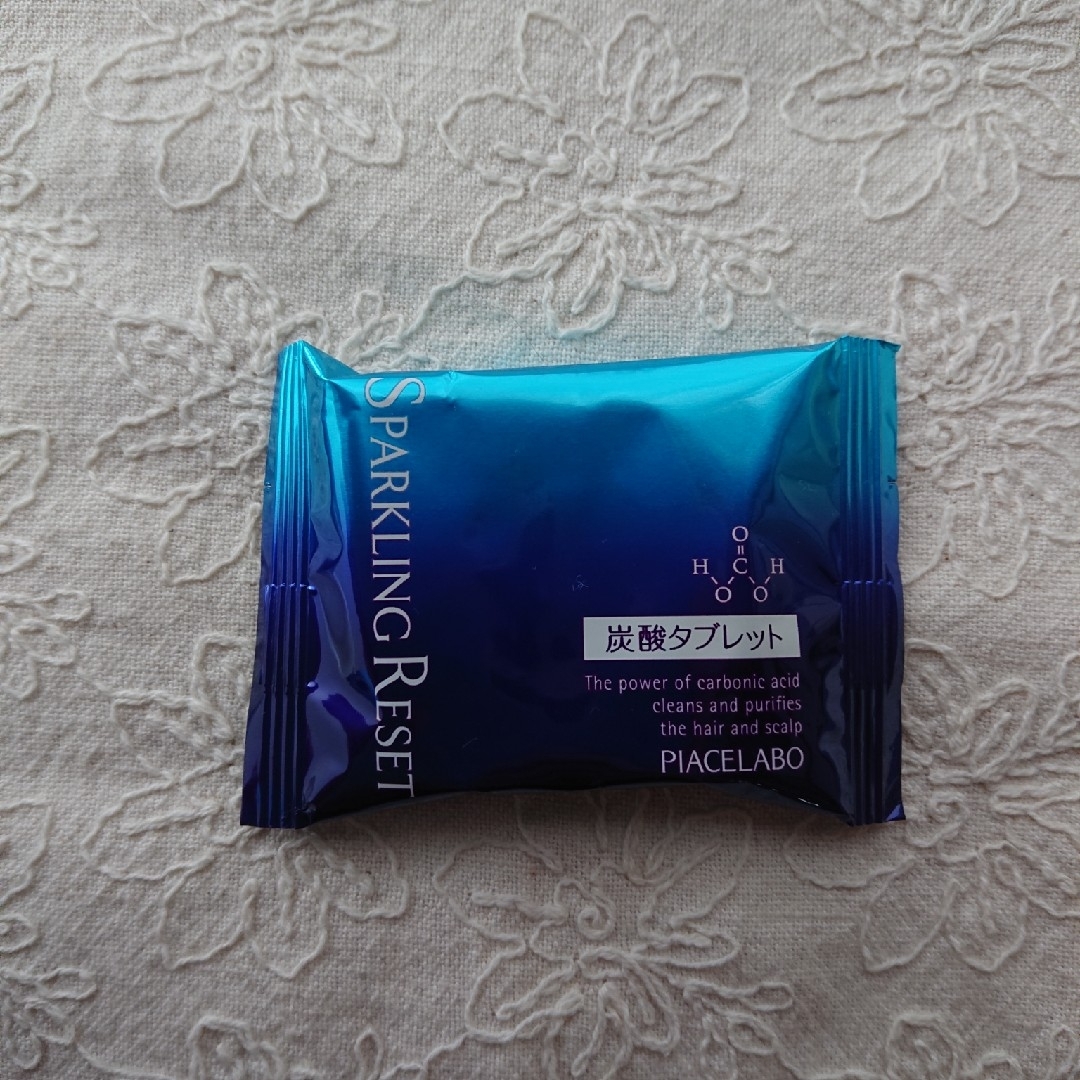 SPARKLING RESET
O
H C H
O O
炭酸タブレット
The power of carbonic acid
cleans and purifies
the hair and scalp
PIACELABO